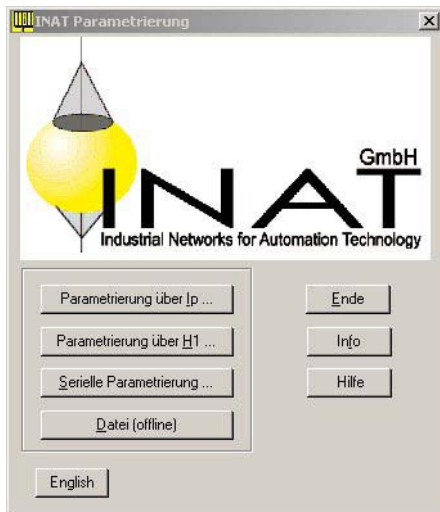 INAT Parametrierung
GmbH
INAT
Industrial Networks for Automation Technology
Parametrierung über Ip ...
Parametrierung über H1 ...
Serielle Parametrierung ...
Datei (offline)
Ende
Info
Hilfe
English